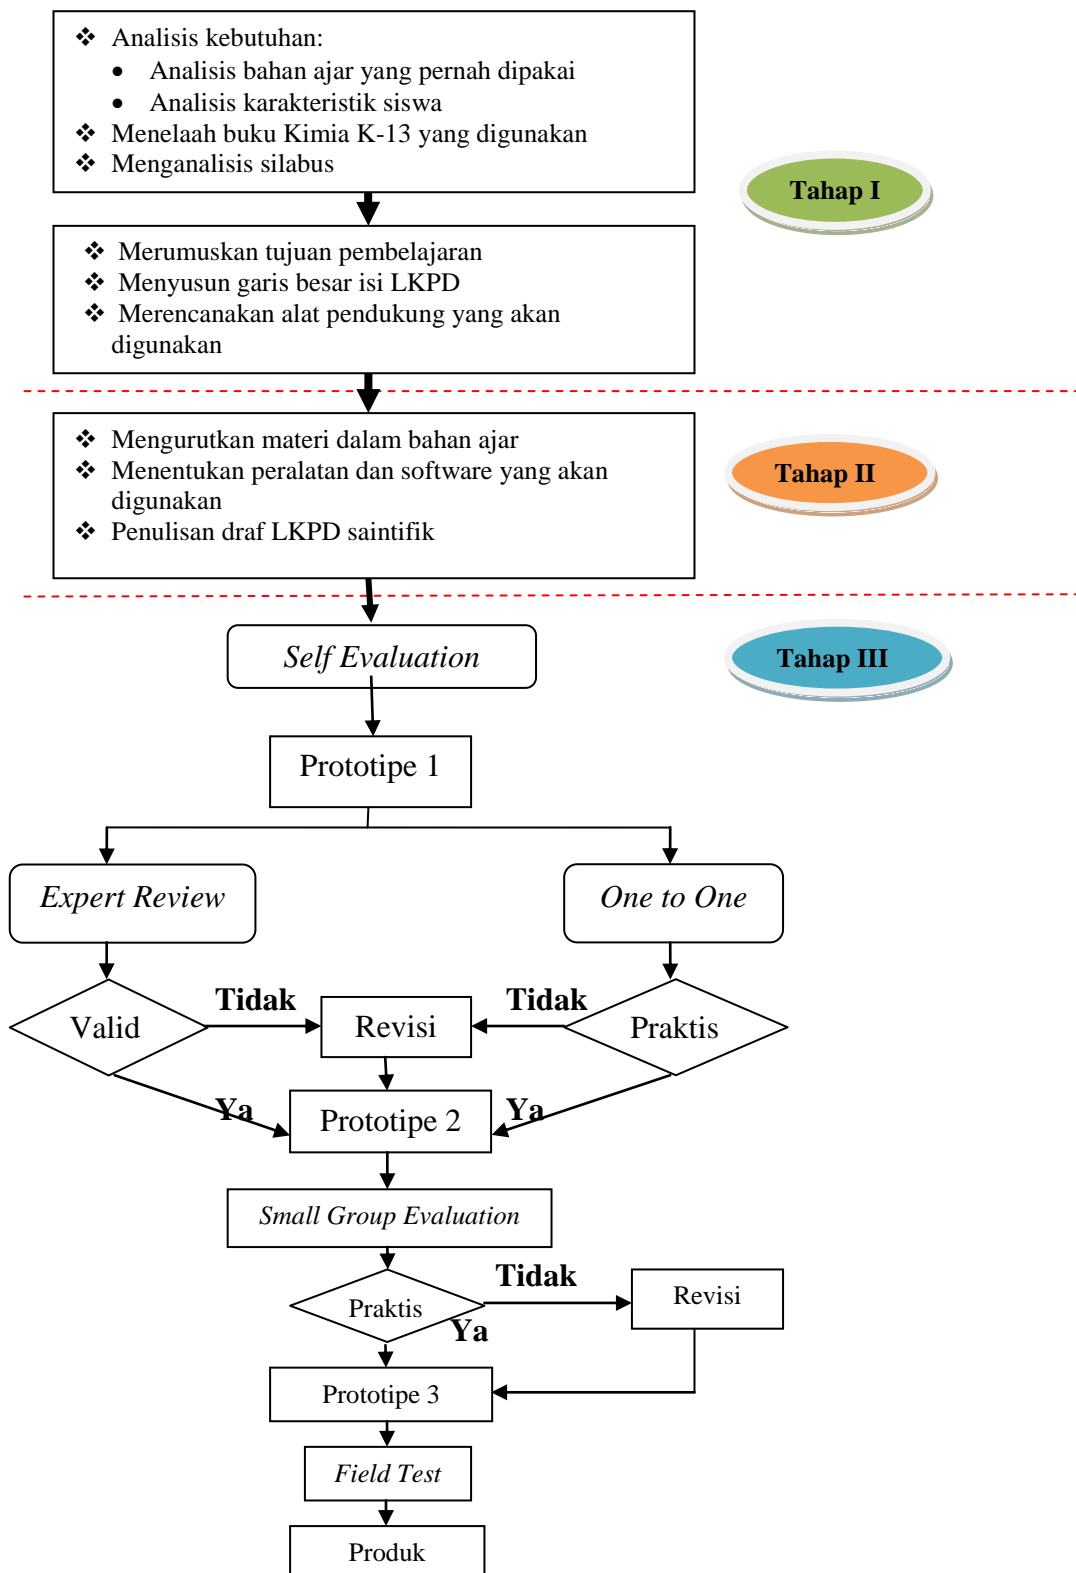 ❖ Analisis kebutuhan:
• Analisis bahan ajar yang pernah dipakai
• Analisis karakteristik siswa
❖ Menelaah buku Kimia K-13 yang digunakan
❖ Menganalisis silabus
Tahap I
❖ Merumuskan tujuan pembelajaran
❖ Menyusun garis besar isi LKPD
❖ Merencanakan alat pendukung yang akan
digunakan
❖ Mengurutkan materi dalam bahan ajar
❖ Menentukan peralatan dan software yang akan
digunakan
❖ Penulisan draf LKPD saintifik
Tahap II
Self Evaluation
Tahap III
Prototipe 1
Expert Review
One to One
Valid
Tidak
Revisi
Tidak
Praktis
Ya
Prototipe 2
Ya
Small Group Evaluation
Praktis
Tidak
Revisi
Ya
Prototipe 3
Field Test
Produk